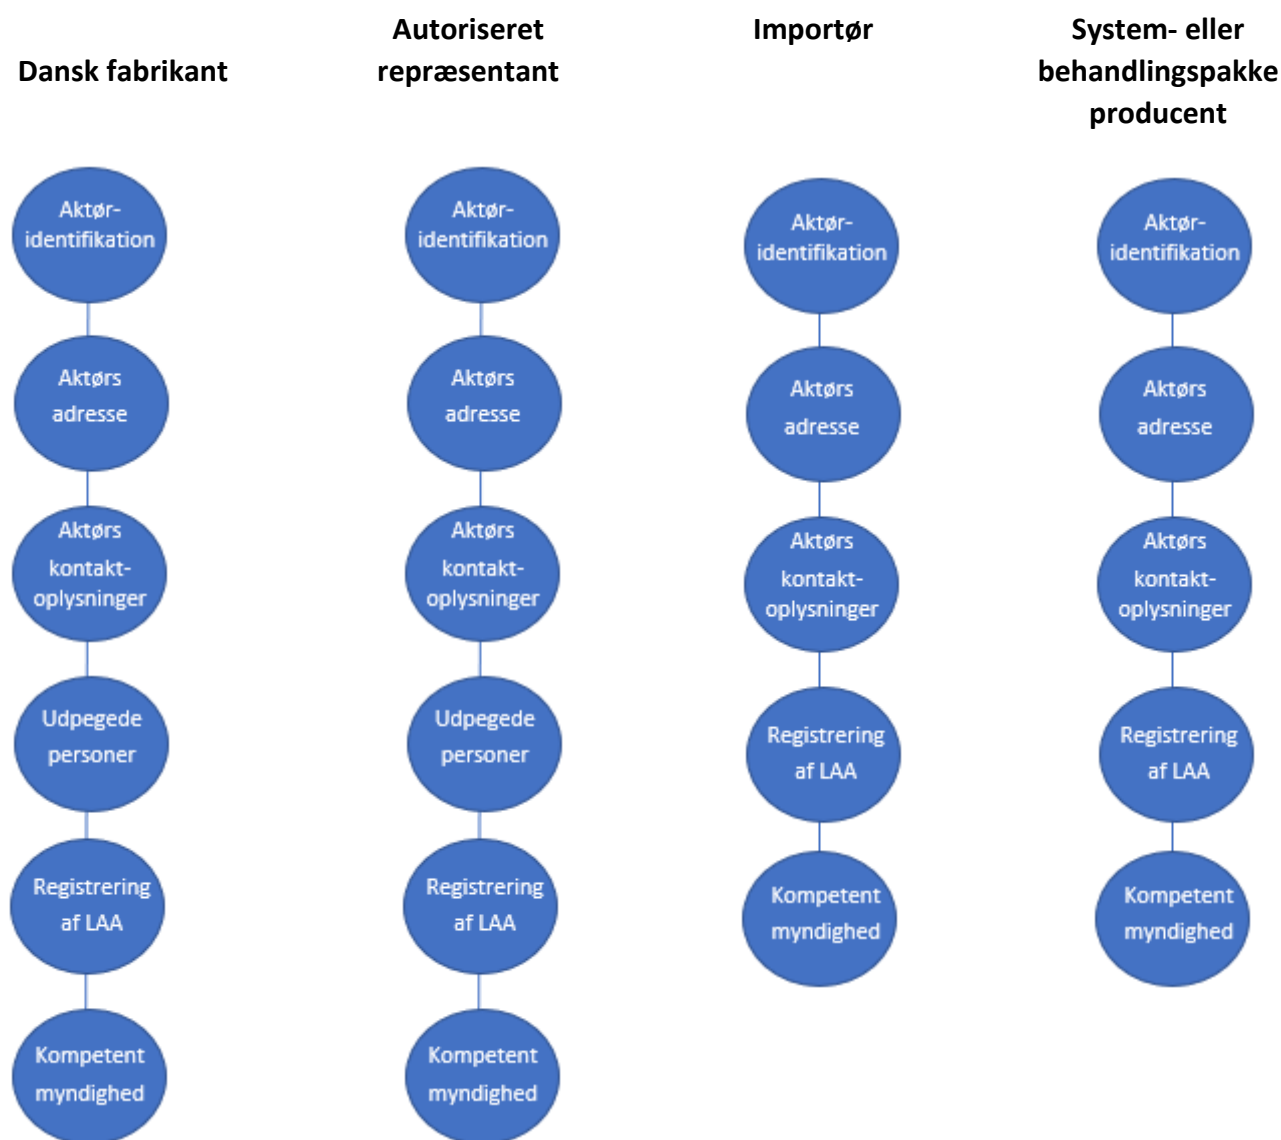 Dansk fabrikant
Autoriseret
repræsentant
Importør
System- eller
behandlingspakke
producent
Aktør-
identifikation
Aktørs
adresse
Aktørs
kontakt-
oplysninger
Udpegede
personer
Registrering
af LAA
Kompetent
myndighed
Aktør-
identifikation
Aktørs
adresse
Aktørs
kontakt-
oplysninger
Udpegede
personer
Registrering
af LAA
Kompetent
myndighed
Aktør-
identifikation
Aktørs
adresse
Aktørs
kontakt-
oplysninger
Registrering
af LAA
Kompetent
myndighed
Aktør-
identifikation
Aktørs
adresse
Aktørs
kontakt-
oplysninger
Registrering
af LAA
Kompetent
myndighed